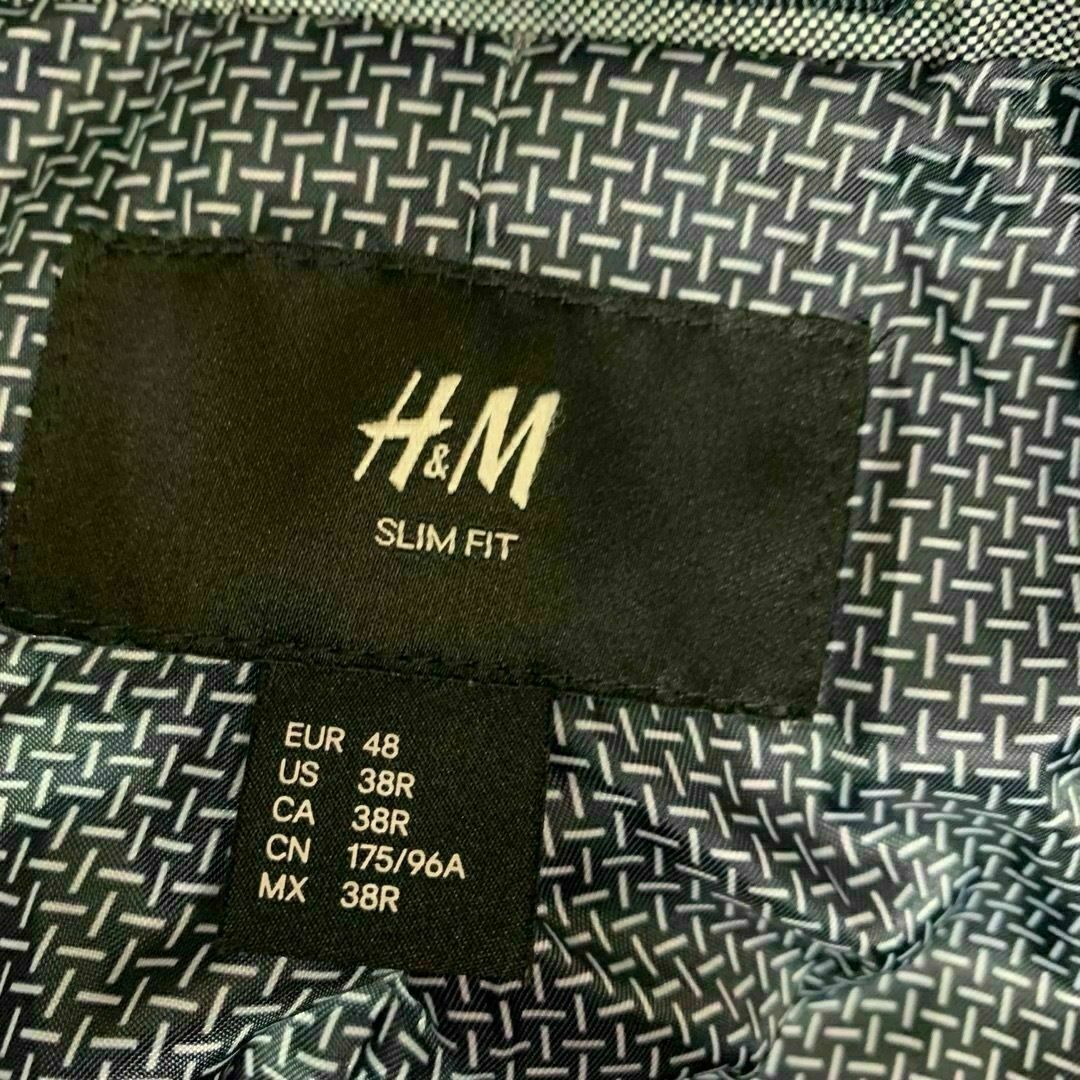 H&M
SLIM FIT
EUR 48
US 38R
CA 38R
CN 175/96A
MX 38R